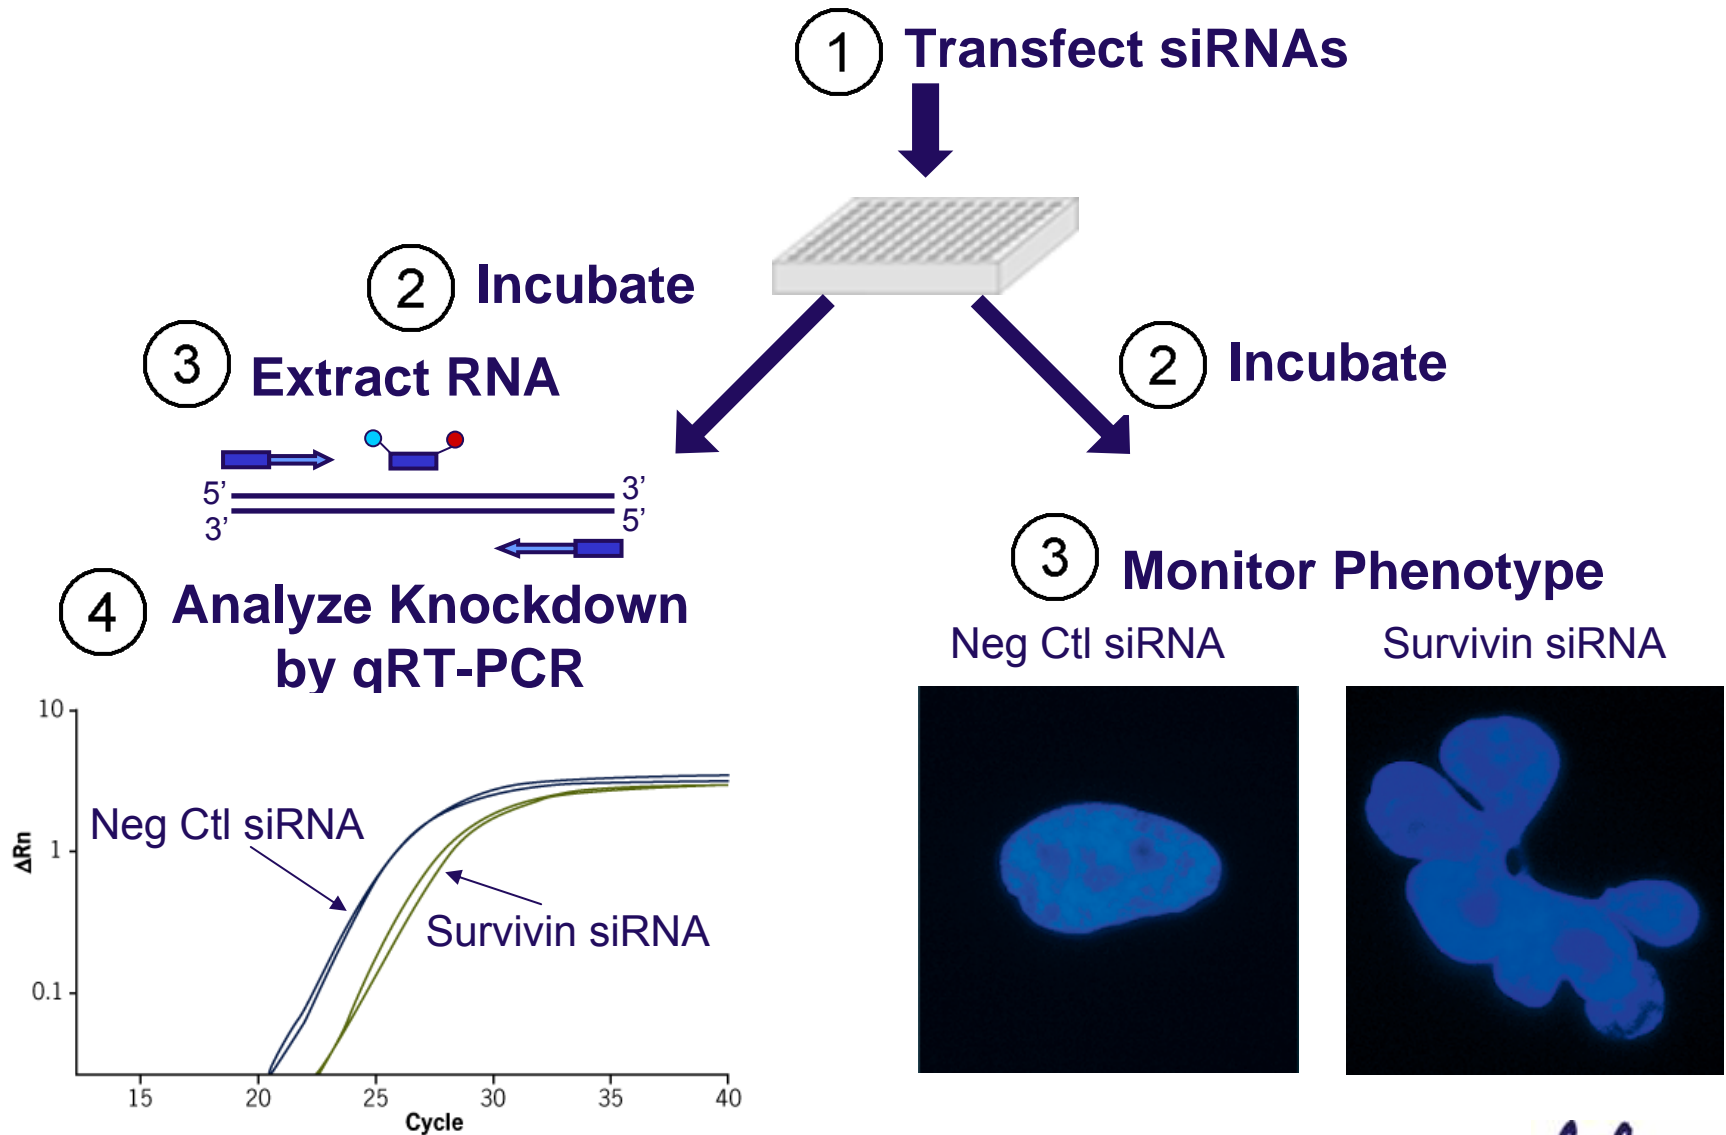 1 Transfect siRNAs
2 Incubate
3 Extract RNA
5’ 3’
3’ 5’
4 Analyze Knockdown
by qRT-PCR
10
1
0.1
ΔRn
Neg Ctl siRNA
Survivin siRNA
15 20 25 30 35 40
Cycle
2 Incubate
3 Monitor Phenotype
Neg Ctl siRNA Survivin siRNA